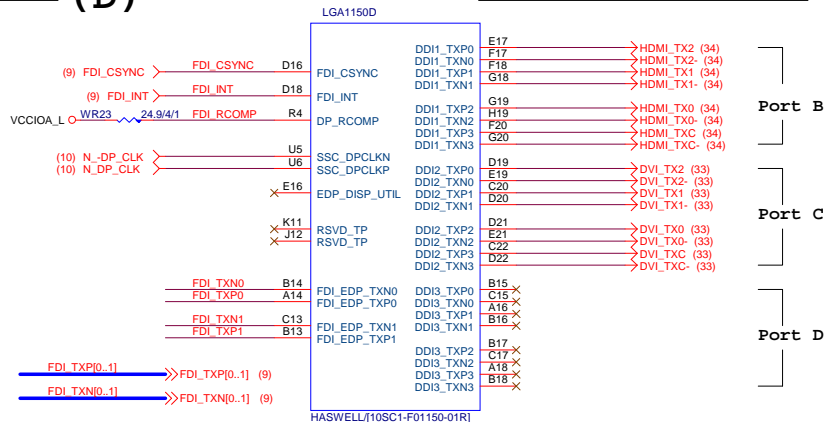 (D)
LGA1150D
(9) FDI_CSYNC FDI_CSYNC D16 FDI_CSYNC
(9) FDI_INT FDI_INT D18 FDI_INT
VCCIOA_L WR23 24.9/4/1 FDI_RCOMP R4 DP_RCOMP
(10) N_-DP_CLK U5 SSC_DPCLKN
(10) N_DP_CLK U6 SSC_DPCLKP
E16 EDP_DISP_UTIL
K11 RSVD_TP
J12 RSVD_TP
FDI_TXN0 B14 FDI_EDP_TXN0
FDI_TXP0 A14 FDI_EDP_TXP0
FDI_TXN1 C13 FDI_EDP_TXN1
FDI_TXP1 B13 FDI_EDP_TXP1
FDI_TXP[0..1] FDI_TXP[0..1] (9)
FDI_TXN[0..1] FDI_TXN[0..1] (9)
DDI1_TXP0 E17 HDMI_TX2 (34)
DDI1_TXN0 F17 HDMI_TX2- (34)
DDI1_TXP1 F18 HDMI_TX1 (34)
DDI1_TXN1 G18 HDMI_TX1- (34)
DDI1_TXP2 G19 HDMI_TX0 (34)
DDI1_TXN2 H19 HDMI_TX0- (34)
DDI1_TXP3 F20 HDMI_TXC (34)
DDI1_TXN3 G20 HDMI_TXC- (34)
Port B
DDI2_TXP0 D19 DVI_TX2 (33)
DDI2_TXN0 E19 DVI_TX2- (33)
DDI2_TXP1 C20 DVI_TX1 (33)
DDI2_TXN1 D20 DVI_TX1- (33)
DDI2_TXP2 D21 DVI_TX0 (33)
DDI2_TXN2 E21 DVI_TX0- (33)
DDI2_TXP3 C22 DVI_TXC (33)
DDI2_TXN3 D22 DVI_TXC- (33)
Port C
DDI3_TXP0 B15
DDI3_TXN0 C15
DDI3_TXP1 A16
DDI3_TXN1 B16
DDI3_TXP2 B17
DDI3_TXN2 C17
DDI3_TXP3 A18
DDI3_TXN3 B18
Port D
HASWELL/[10SC1-F01150-01R]